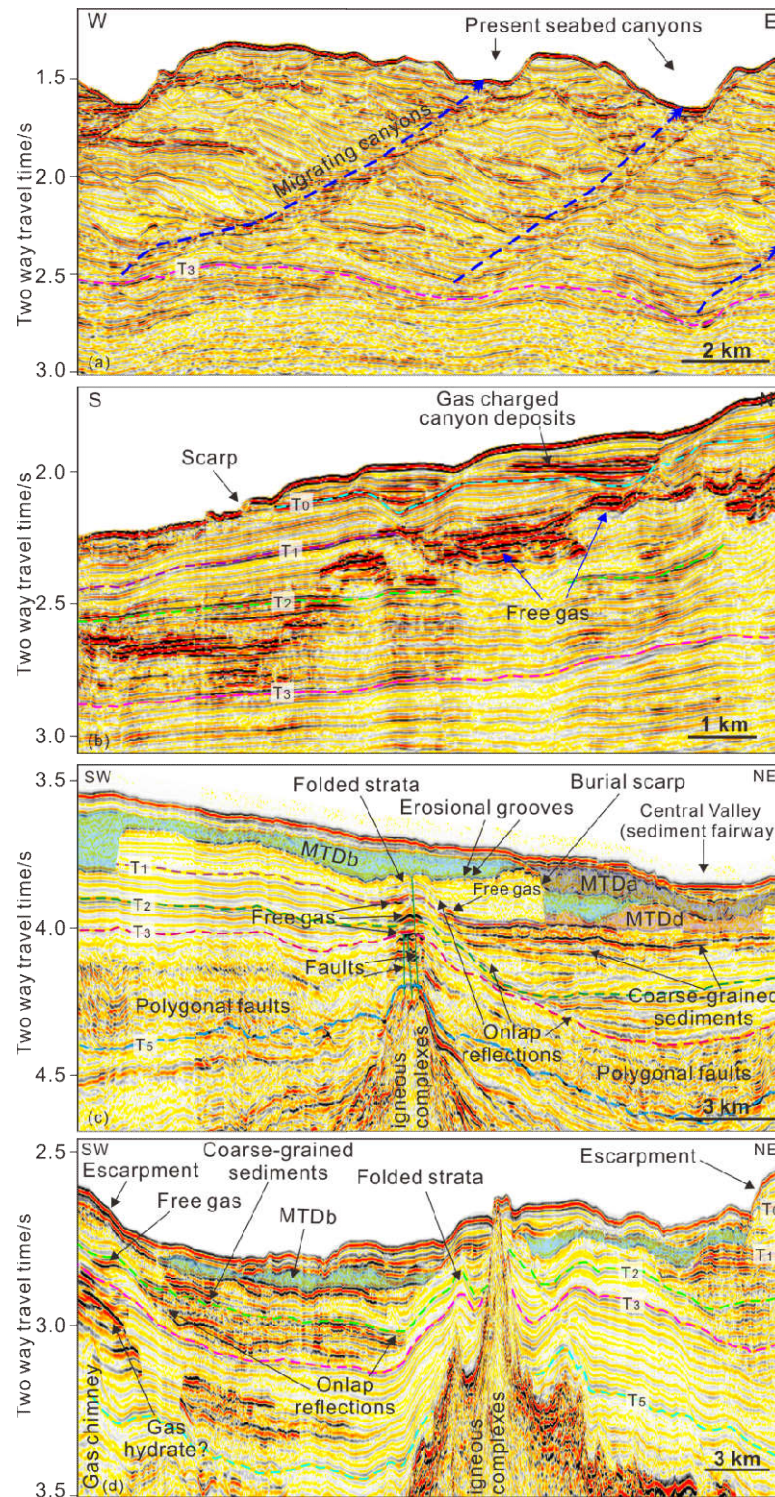 W
E
Present seabed canyons
Two way travel time/s
1.5
2.0
2.5
3.0
Migrating canyons
T3
(a)
2 km
S
N
Gas charged
canyon deposits
Scarp
Two way travel time/s
2.0
2.5
3.0
T0
T1
T2
T3
Free gas
(b)
1 km
SW
NE
Folded strata
Burial scarp
Erosional grooves
Central Valley
(sediment fairway)
Two way travel time/s
3.5
4.0
4.5
MTDb
MTDa
MTDd
T1
T2
T3
T5
Free gas
Free gas
Faults
Polygonal faults
Onlap
reflections
Coarse-grained
sediments
Polygonal faults
igneous
complexes
(c)
3 km
SW
NE
Escarpment
Coarse-grained
sediments
Folded strata
Escarpment
Free gas
MTDb
Two way travel time/s
2.5
3.0
3.5
T0
T1
T2
T3
T5
Onlap
reflections
Gas chimney
Gas
hydrate?
igneous
complexes
(d)
3 km